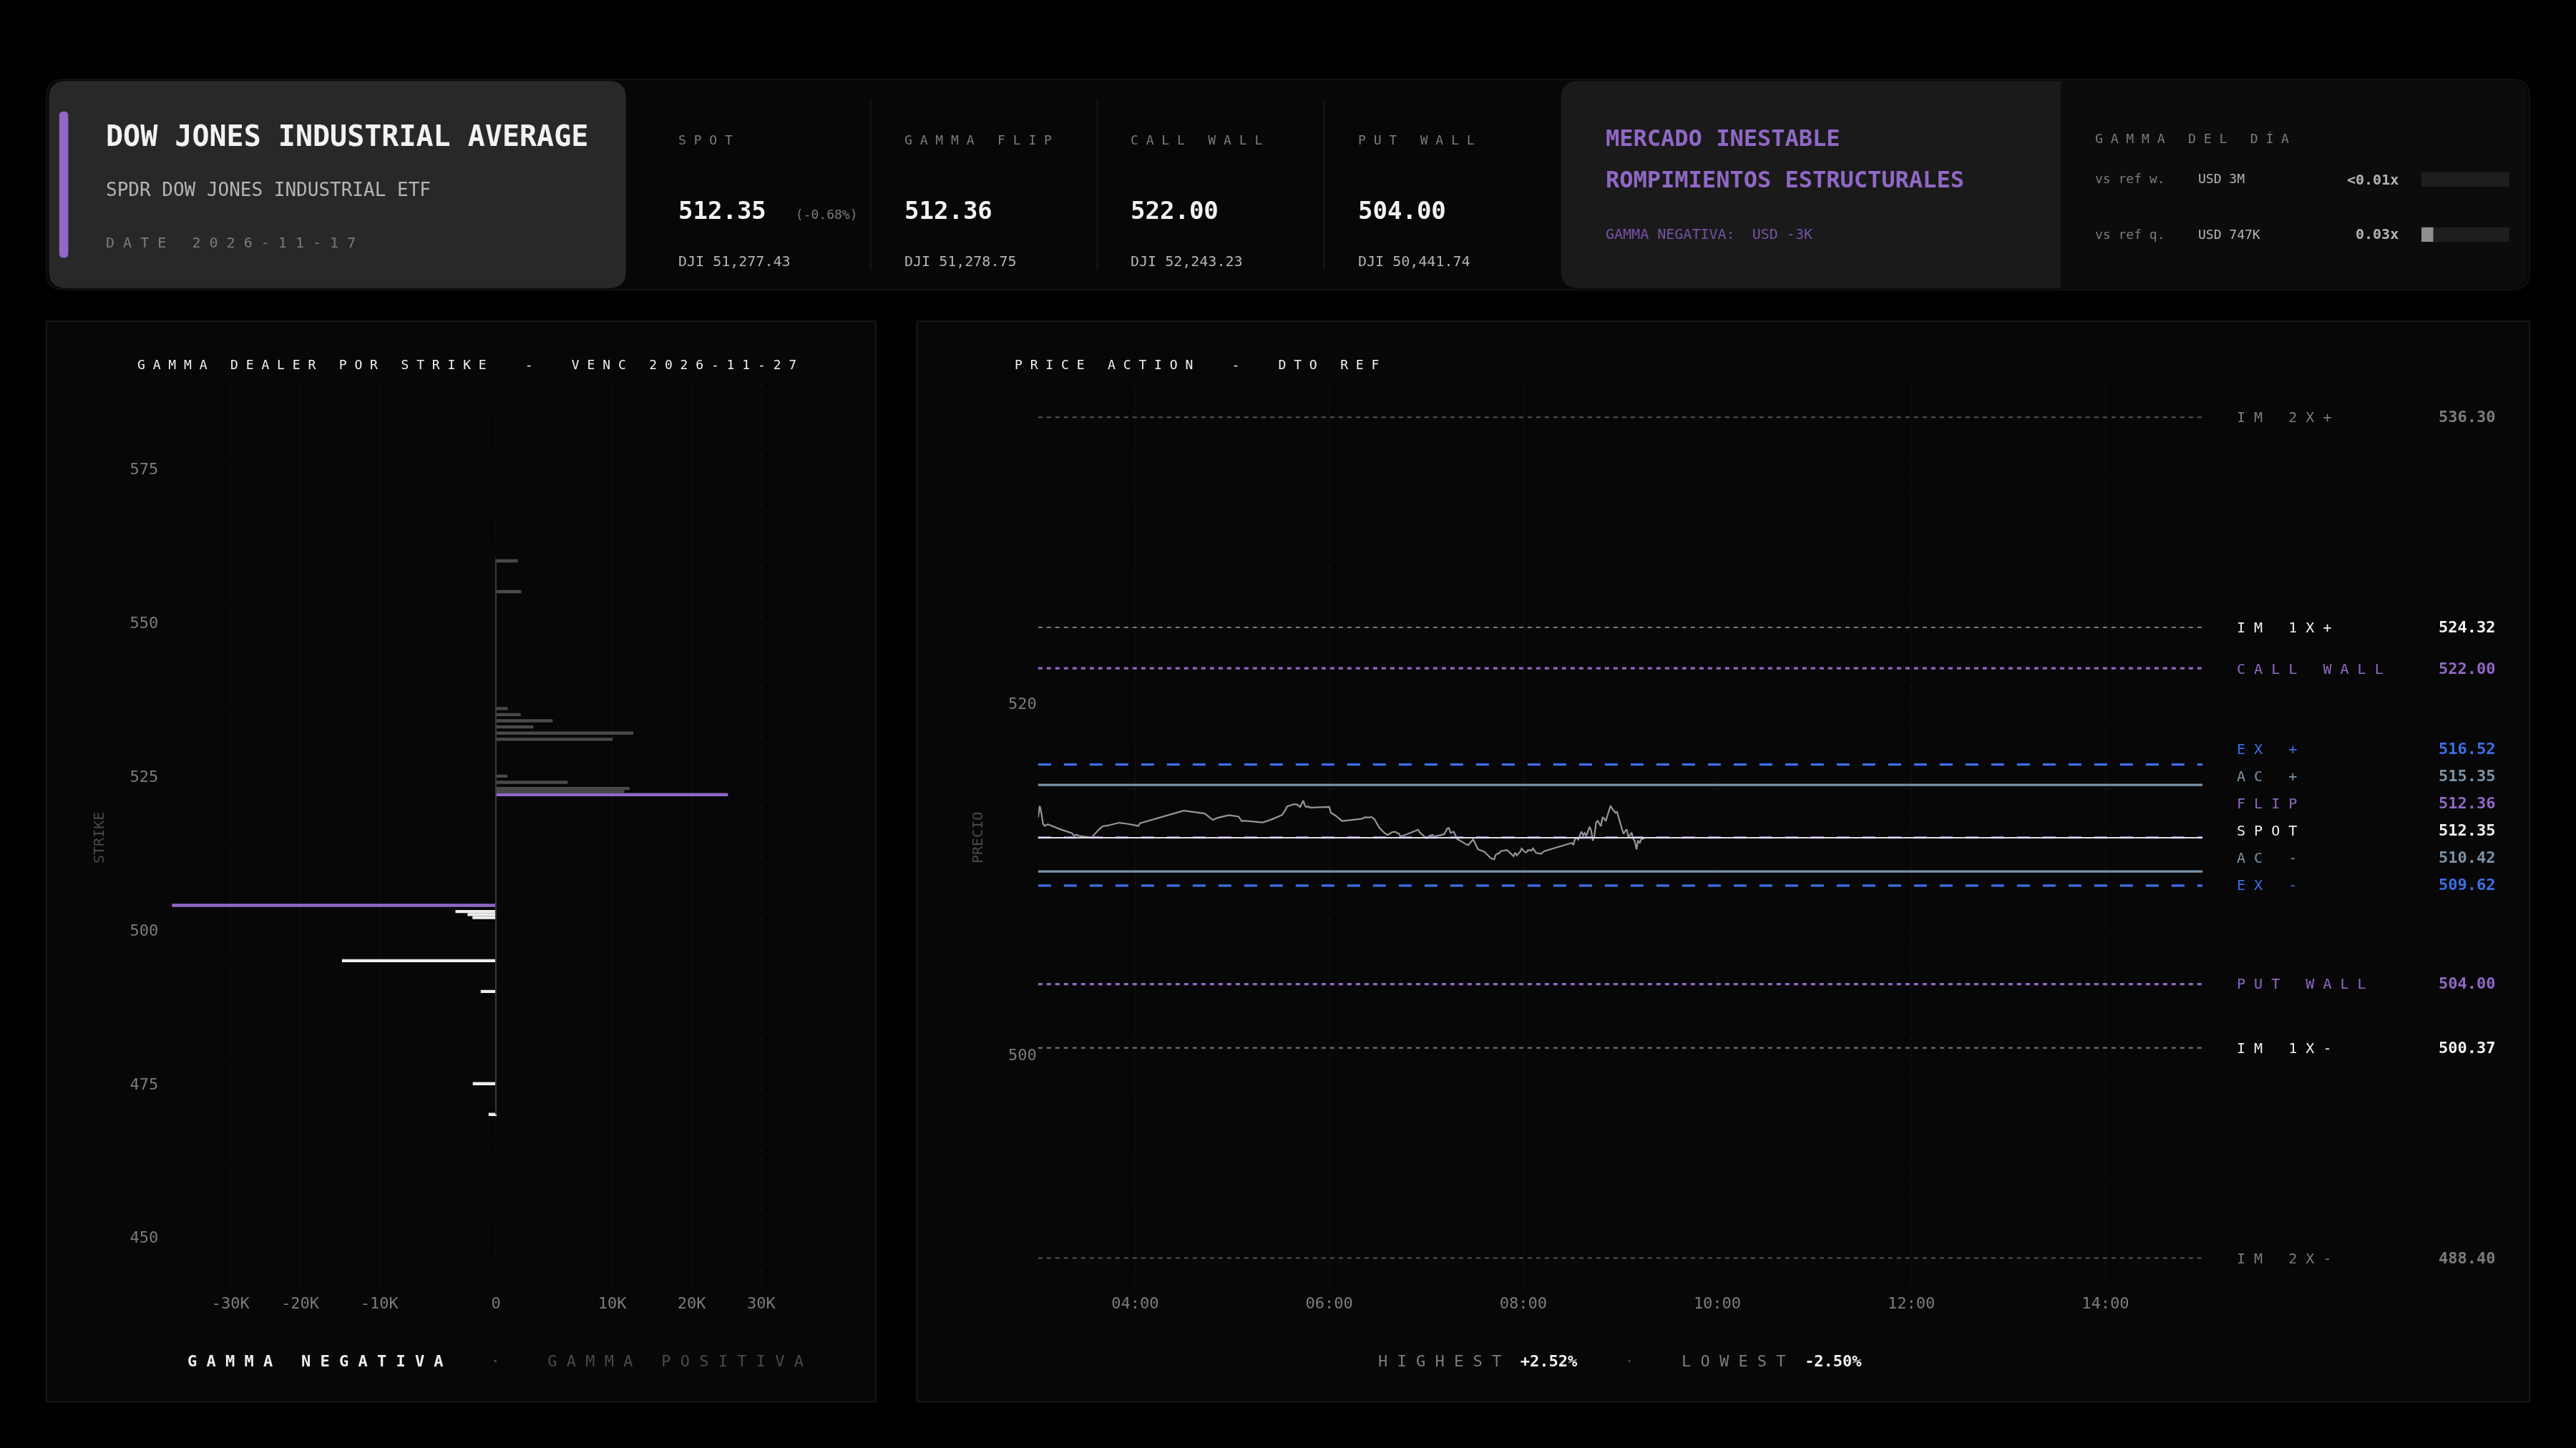 DOW JONES INDUSTRIAL AVERAGE
SPDR DOW JONES INDUSTRIAL ETF
DATE 2026-11-17
SPOT
512.35 (-0.68%)
DJI 51,277.43
GAMMA FLIP
512.36
DJI 51,278.75
CALL WALL
522.00
DJI 52,243.23
PUT WALL
504.00
DJI 50,441.74
MERCADO INESTABLE
ROMPIMIENTOS ESTRUCTURALES
GAMMA NEGATIVA: USD -3K
GAMMA DEL DÍA
vs ref w. USD 3M <0.01x
vs ref q. USD 747K 0.03x
GAMMA DEALER POR STRIKE - VENC 2026-11-27
STRIKE
575
550
525
500
475
450
-30K -20K -10K 0 10K 20K 30K
GAMMA NEGATIVA · GAMMA POSITIVA
PRICE ACTION - DTO REF
PRECIO
520
500
IM 2X+ 536.30
IM 1X+ 524.32
CALL WALL 522.00
EX + 516.52
AC + 515.35
FLIP 512.36
SPOT 512.35
AC - 510.42
EX - 509.62
PUT WALL 504.00
IM 1X- 500.37
IM 2X- 488.40
04:00 06:00 08:00 10:00 12:00 14:00
HIGHEST +2.52% · LOWEST -2.50%